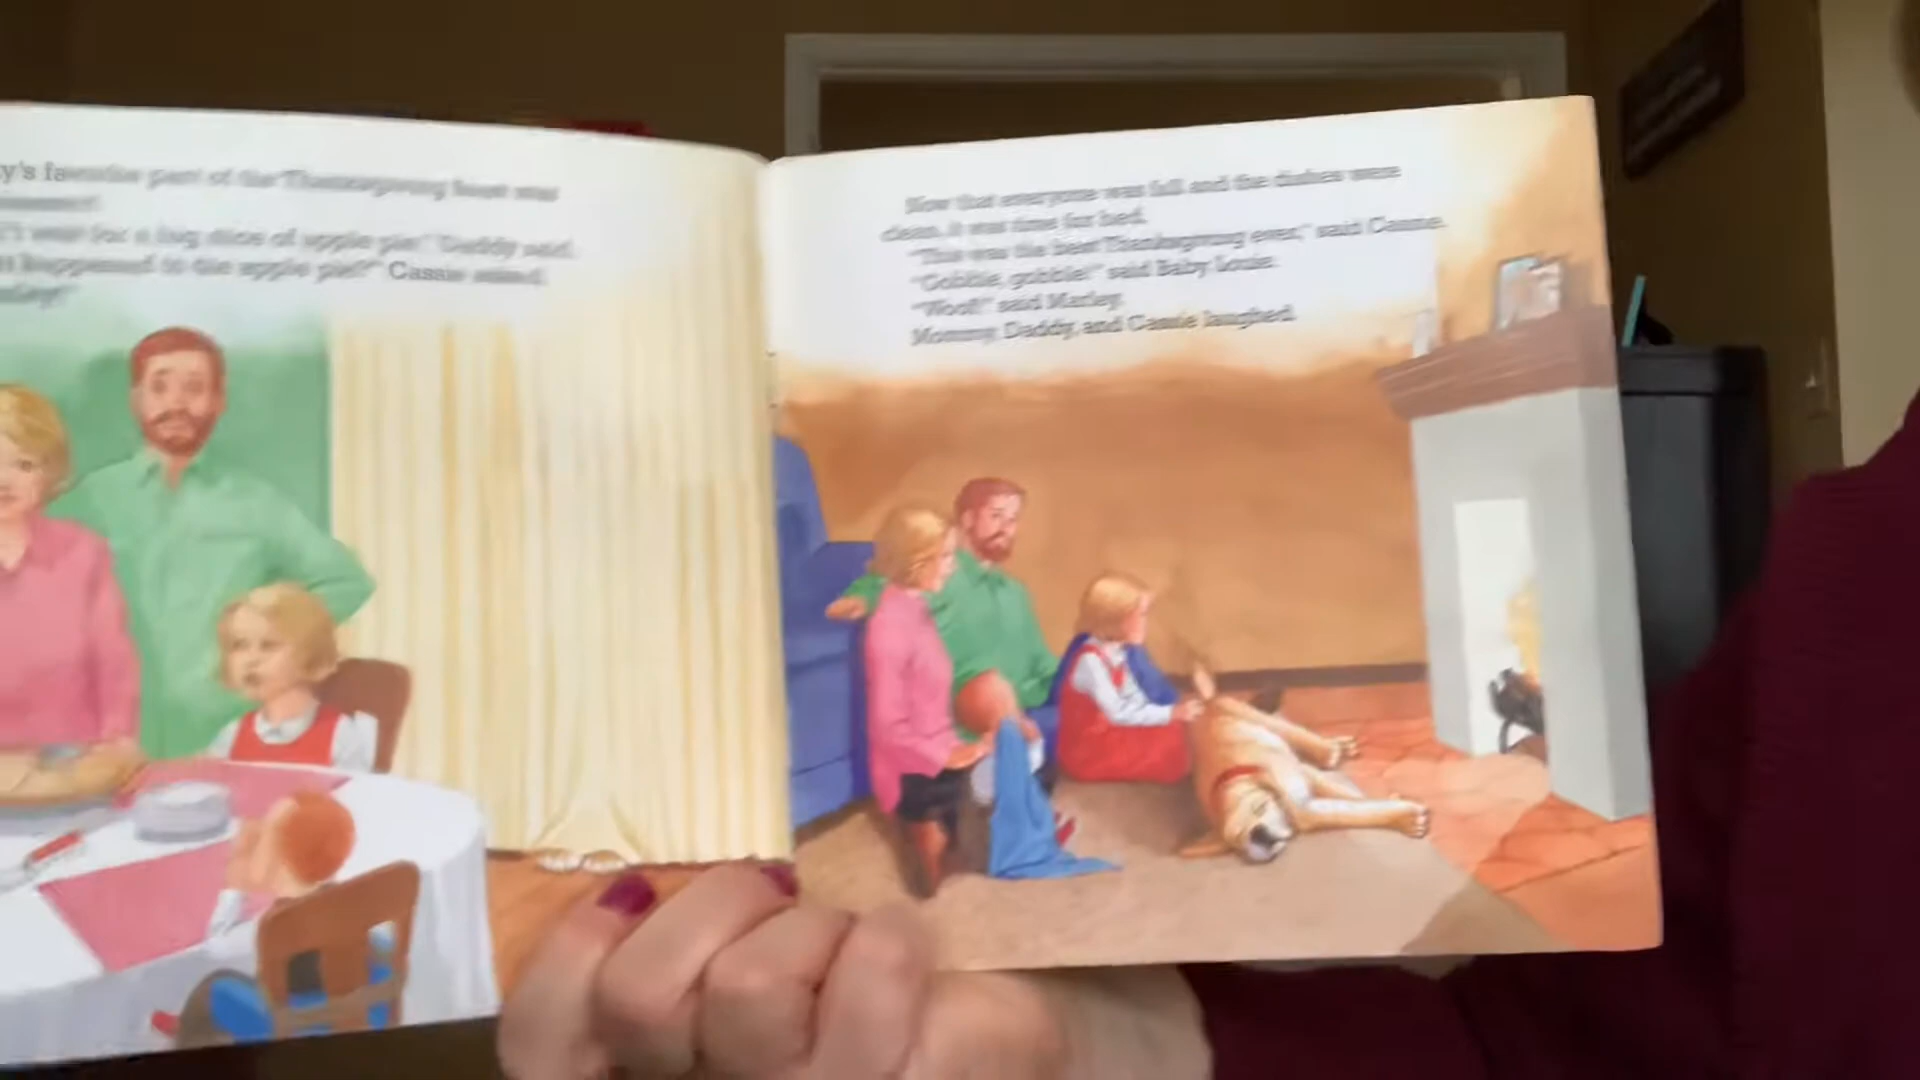 y's favorite part of the Thanksgiving feast was
't wait for a big slice of apple pie!" Daddy said.
happened to the apple pie?" Cassie asked.
Now that everyone was full and the dishes were
clean, it was time for bed.
"This was the best Thanksgiving ever," said Cassie.
"Gobble, gobble!" said Baby Louie.
"Woof!" said Marley.
Mommy, Daddy, and Cassie laughed.